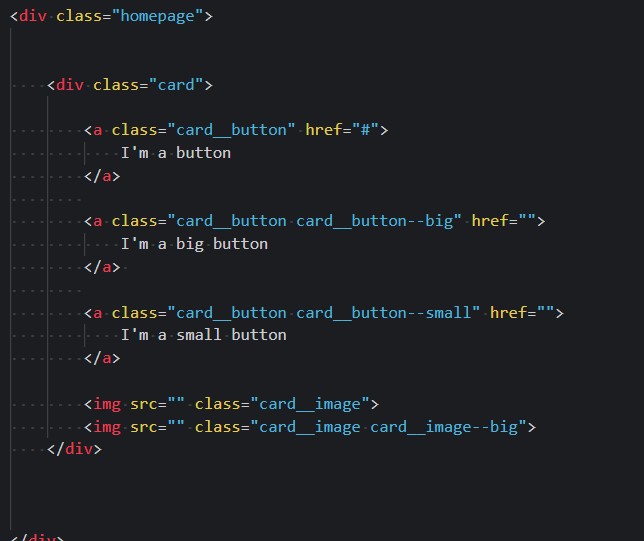 <div class="homepage">
<div class="card">
<a class="card__button" href="#">
I'm a button
</a>
<a class="card__button card__button--big" href="">
I'm a big button
</a>
<a class="card__button card__button--small" href="">
I'm a small button
</a>
<img src="" class="card__image">
<img src="" class="card__image card__image--big">
</div>
</div>